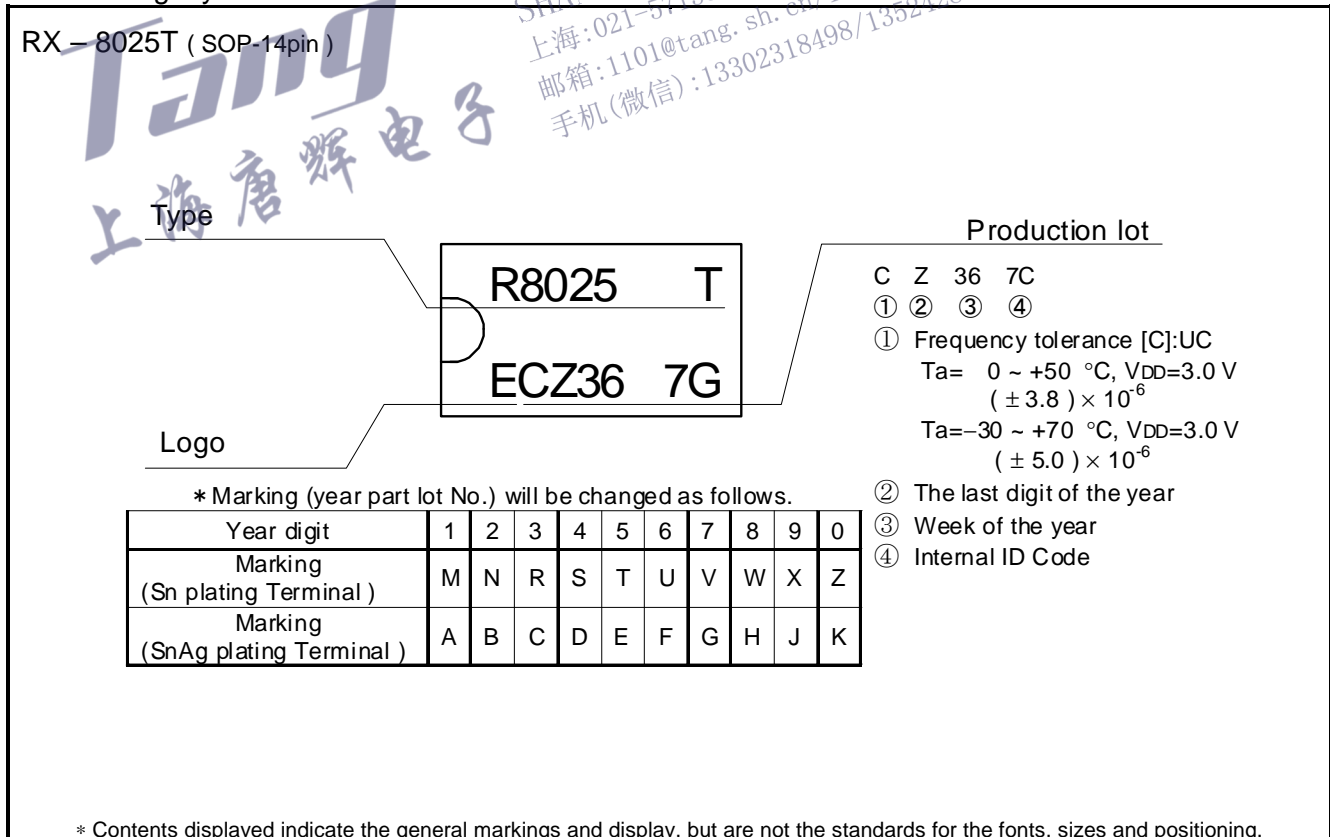 RX – 8025T ( SOP-14pin )
Tang
上海唐辉电子
邮箱:1101@tang.sh.cn
手机(微信):13302318498/
Type
Production lot
R8025 T
ECZ36 7G
Logo
C Z 36 7C
① ② ③ ④
① Frequency tolerance [C]:UC
Ta= 0 ~ +50 °C, VDD=3.0 V
( ± 3.8 ) × 10-6
Ta=−30 ~ +70 °C, VDD=3.0 V
( ± 5.0 ) × 10-6
② The last digit of the year
③ Week of the year
④ Internal ID Code
* Marking (year part lot No.) will be changed as follows.
Year digit 1 2 3 4 5 6 7 8 9 0
Marking
(Sn plating Terminal ) M N R S T U V W X Z
Marking
(SnAg plating Terminal ) A B C D E F G H J K
* Contents displayed indicate the general markings and display, but are not the standards for the fonts, sizes and positioning.